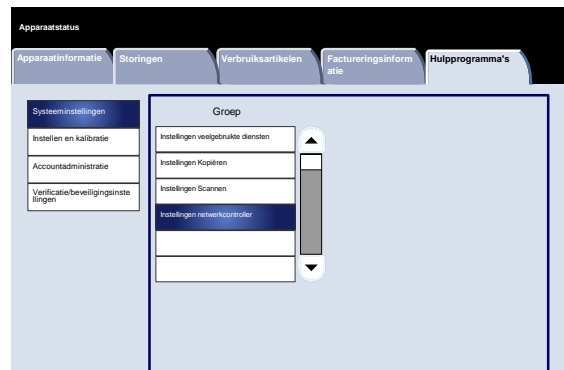 Apparaatstatus
Apparaatinformatie
Storingen
Verbruiksartikelen
Factureringsinform
atie
Hulpprogramma's
Systeeminstellingen
Instellen en kalibratie
Accountadministratie
Verificatie/beveiligingsinste
llingen
Groep
Instellingen veelgebruikte diensten
Instellingen Kopiëren
Instellingen Scannen
Instellingen netwerkcontroller